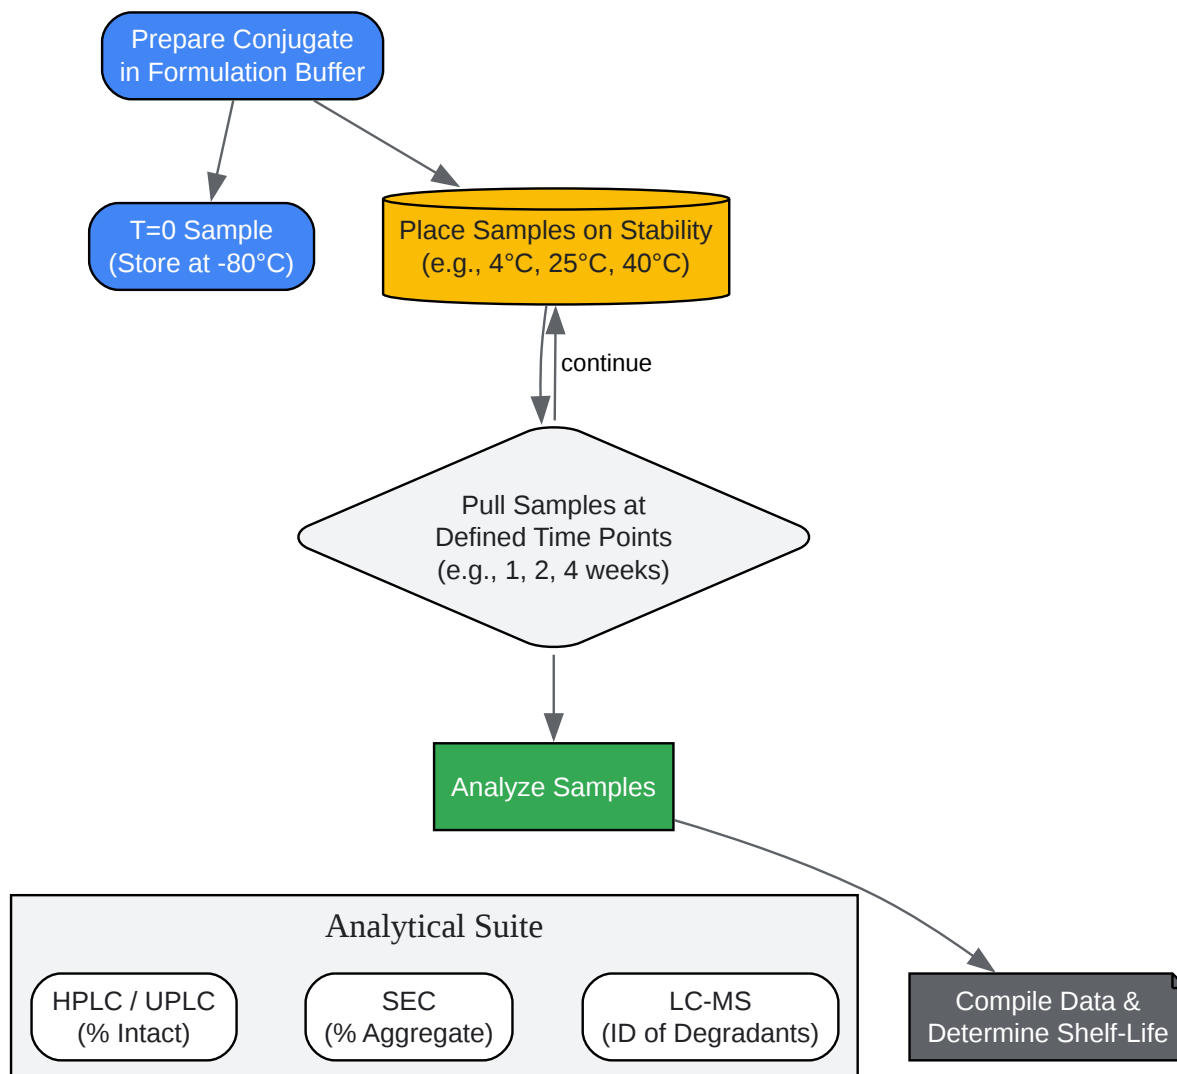 Prepare Conjugate
in Formulation Buffer
T=0 Sample
(Store at -80°C)
Place Samples on Stability
(e.g., 4°C, 25°C, 40°C)
continue
Pull Samples at
Defined Time Points
(e.g., 1, 2, 4 weeks)
Analyze Samples
Analytical Suite
HPLC / UPLC
(% Intact)
SEC
(% Aggregate)
LC-MS
(ID of Degradants)
Compile Data &
Determine Shelf-Life